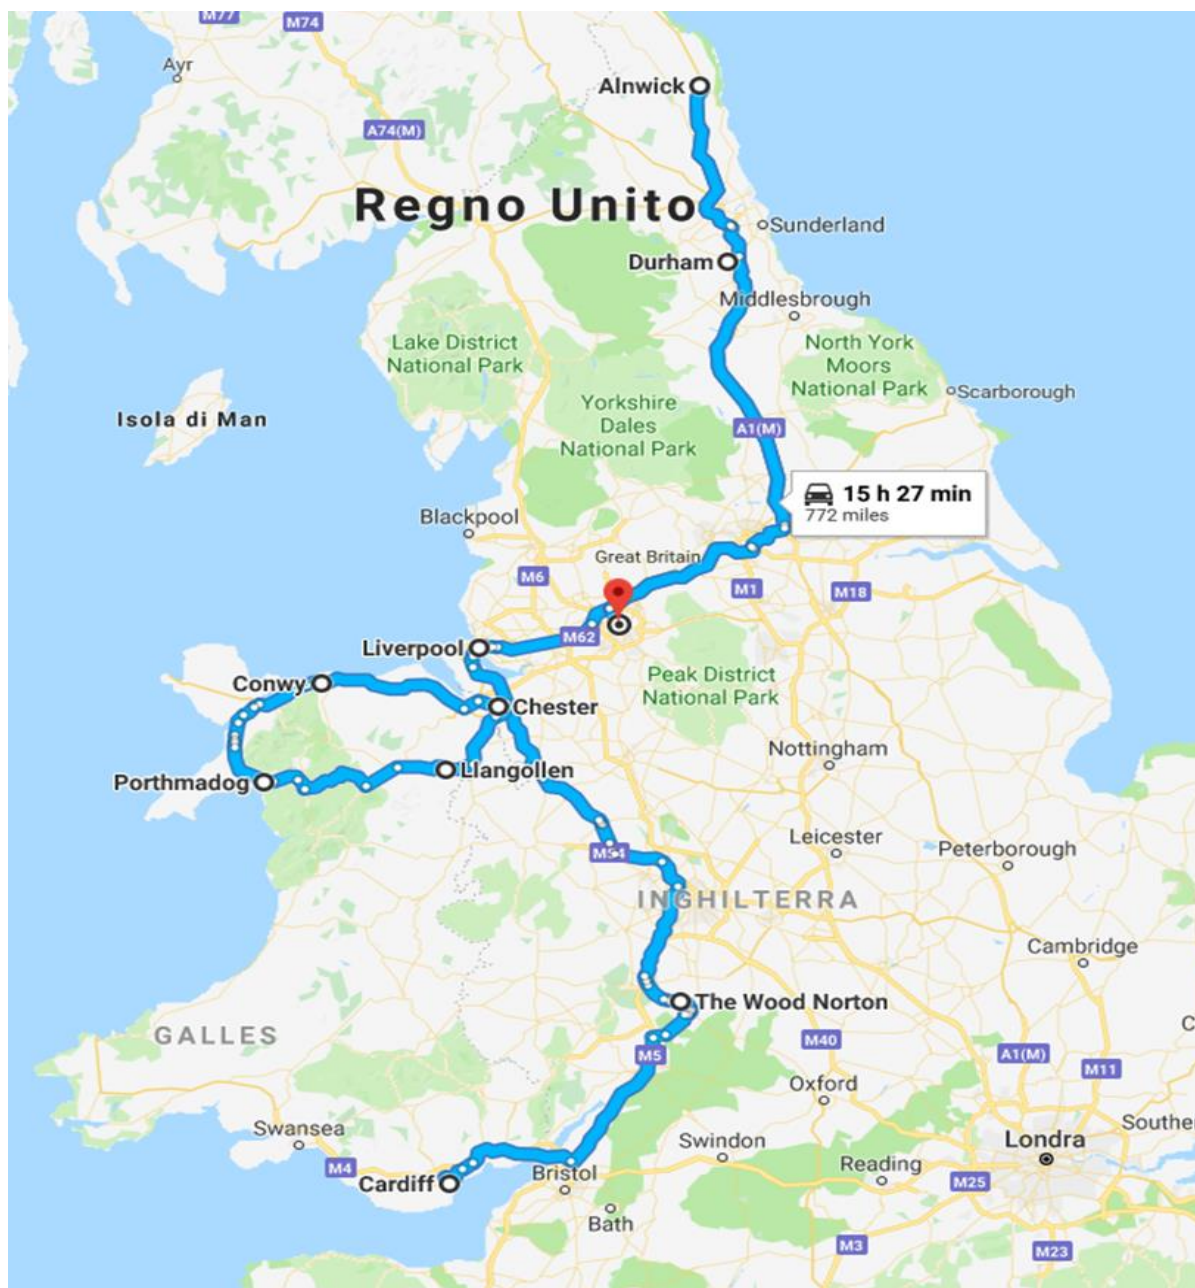 M77
M74
Ayr
Alnwick
A74(M)
Regno Unito
Sunderland
Durham
Middlesbrough
Lake District
National Park
North York
Moors
National Park
Yorkshire
Dales
National Park
Scarborough
Isola di Man
A1(M)
15 h 27 min
772 miles
Blackpool
Great Britain
M6
M1
M18
M62
Liverpool
Peak District
National Park
Conwy
Chester
Nottingham
Porthmadog
Llangollen
Leicester
Peterborough
M54
INGHILTERRA
Cambridge
The Wood Norton
GALLES
C
M5
M40
A1(M)
M11
Oxford
Swansea
Swindon
Londra
Southe
M4
Cardiff
Bristol
Reading
M25
Bath
M3
M23